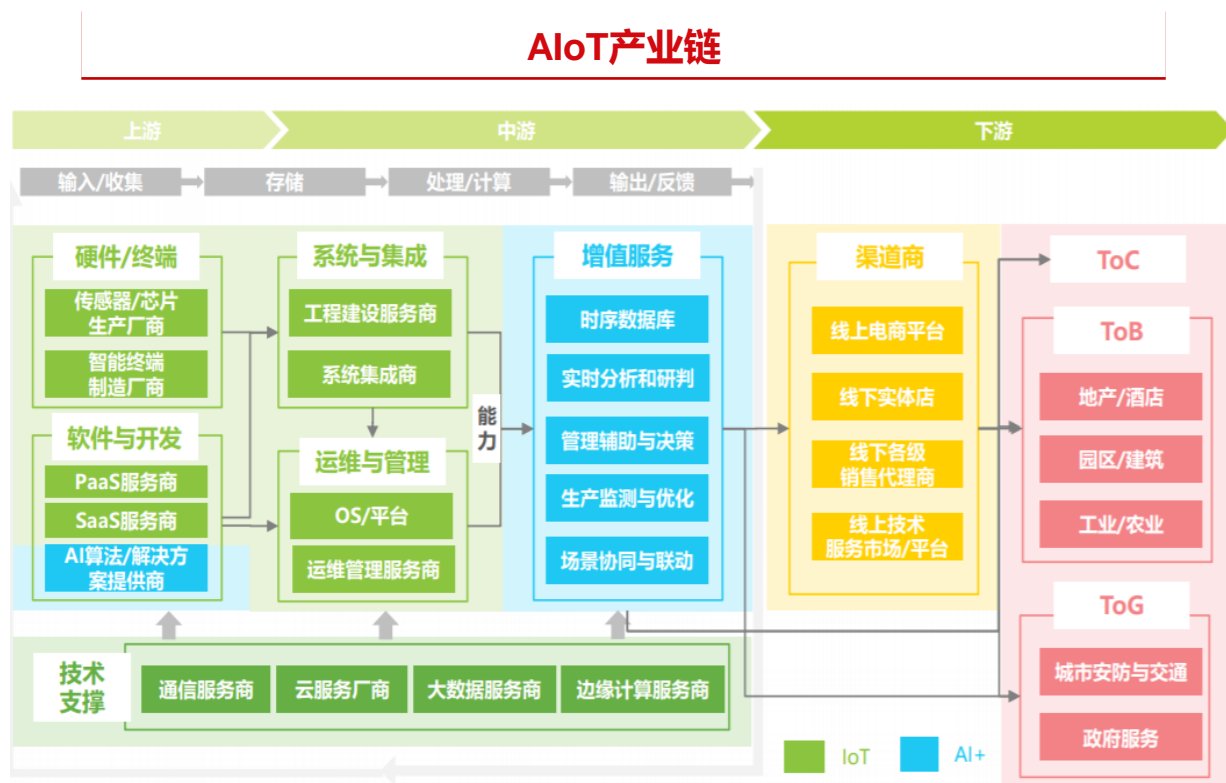 AIoT产业链
上游
中游
下游
输入/收集
存储
处理/计算
输出/反馈
硬件/终端
传感器/芯片
生产厂商
智能终端
制造厂商
软件与开发
PaaS服务商
SaaS服务商
AI算法/解决方
案提供商
系统与集成
工程建设服务商
系统集成商
运维与管理
OS/平台
运维管理服务商
能
力
增值服务
时序数据库
实时分析和研判
管理辅助与决策
生产监测与优化
场景协同与联动
渠道商
线上电商平台
线下实体店
线下各级
销售代理商
线上技术
服务市场/平台
ToC
ToB
地产/酒店
园区/建筑
工业/农业
ToG
城市安防与交通
政府服务
技术
支撑
通信服务商
云服务厂商
大数据服务商
边缘计算服务商
IoT
AI+